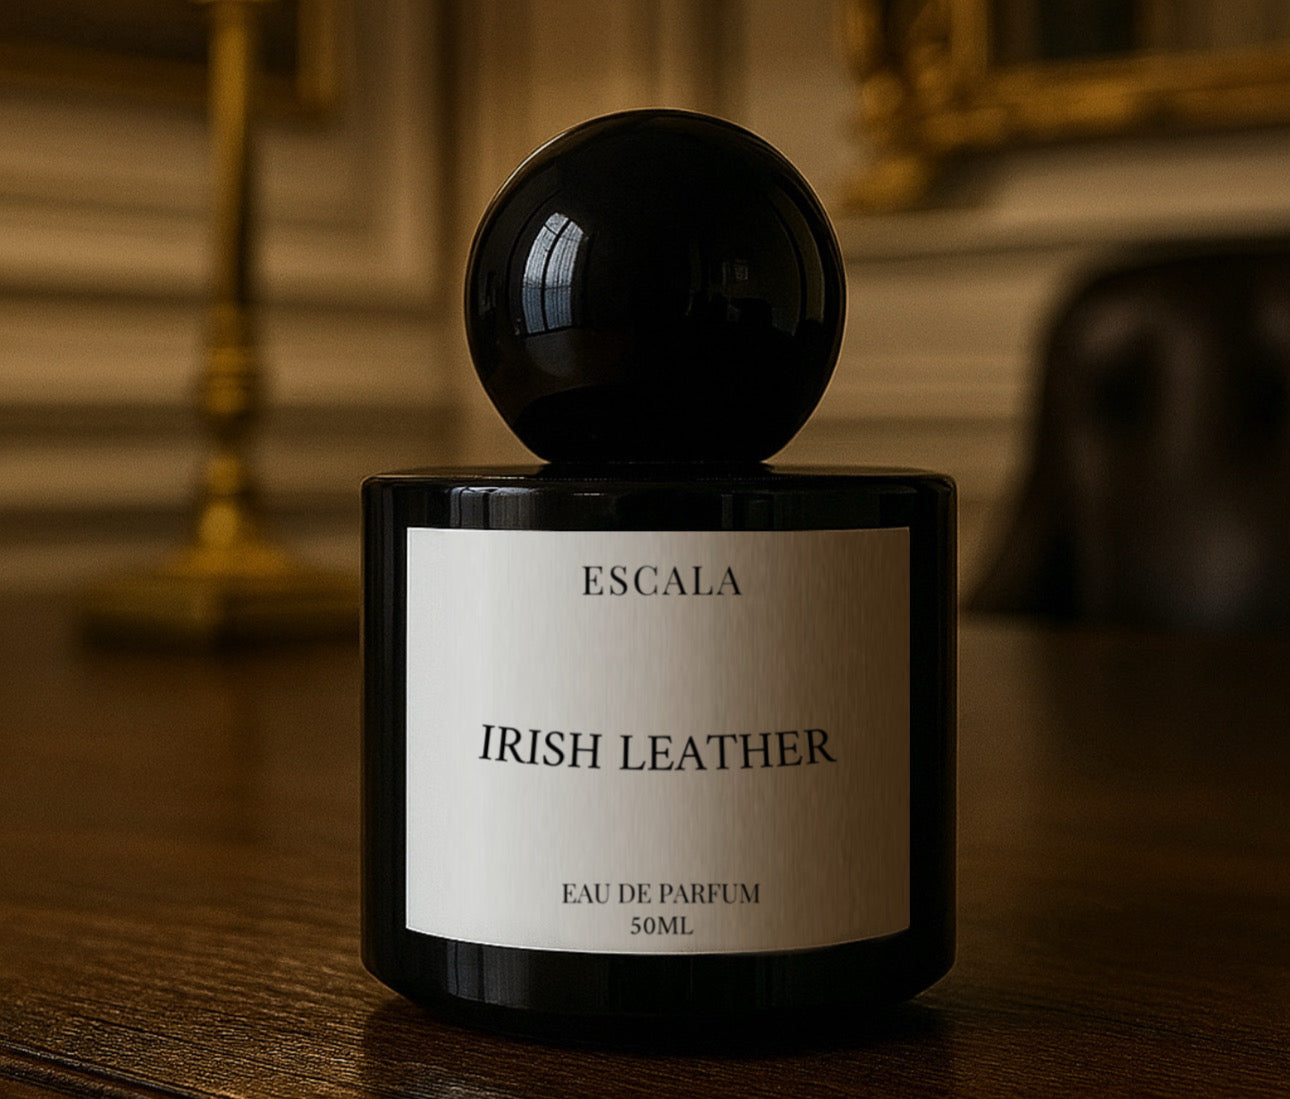 ESCALA
IRISH LEATHER
EAU DE PARFUM
50ML